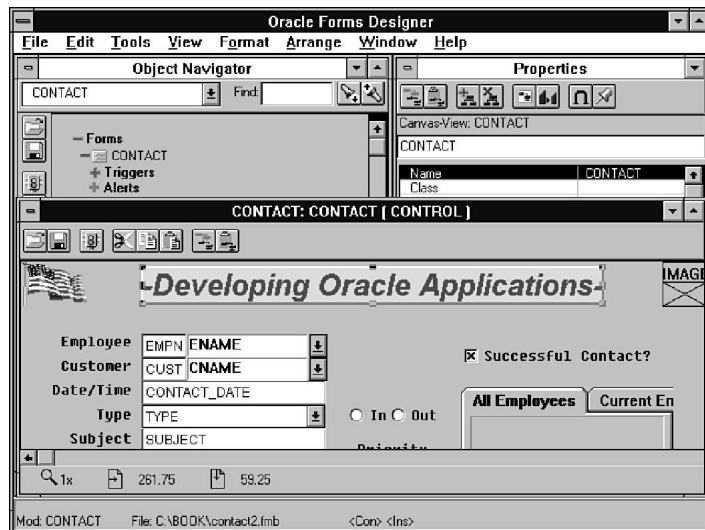 Oracle Forms Designer
File Edit Tools View Format Arrange Window Help
Object Navigator
CONTACT
Find:
Forms
CONTACT
Triggers
Alerts
Properties
Canvas-View: CONTACT
CONTACT
Name CONTACT
Class
CONTACT: CONTACT ( CONTROL )
-Developing Oracle Applications-
IMAGE
Employee EMPN ENAME
Customer CUST CNAME
Date/Time CONTACT_DATE
Type TYPE
Subject SUBJECT
In Out
Successful Contact?
All Employees Current En
1x 261.75 59.25
Mod: CONTACT File: C:\BOOK\contact2.fmb <Con> <Ins>